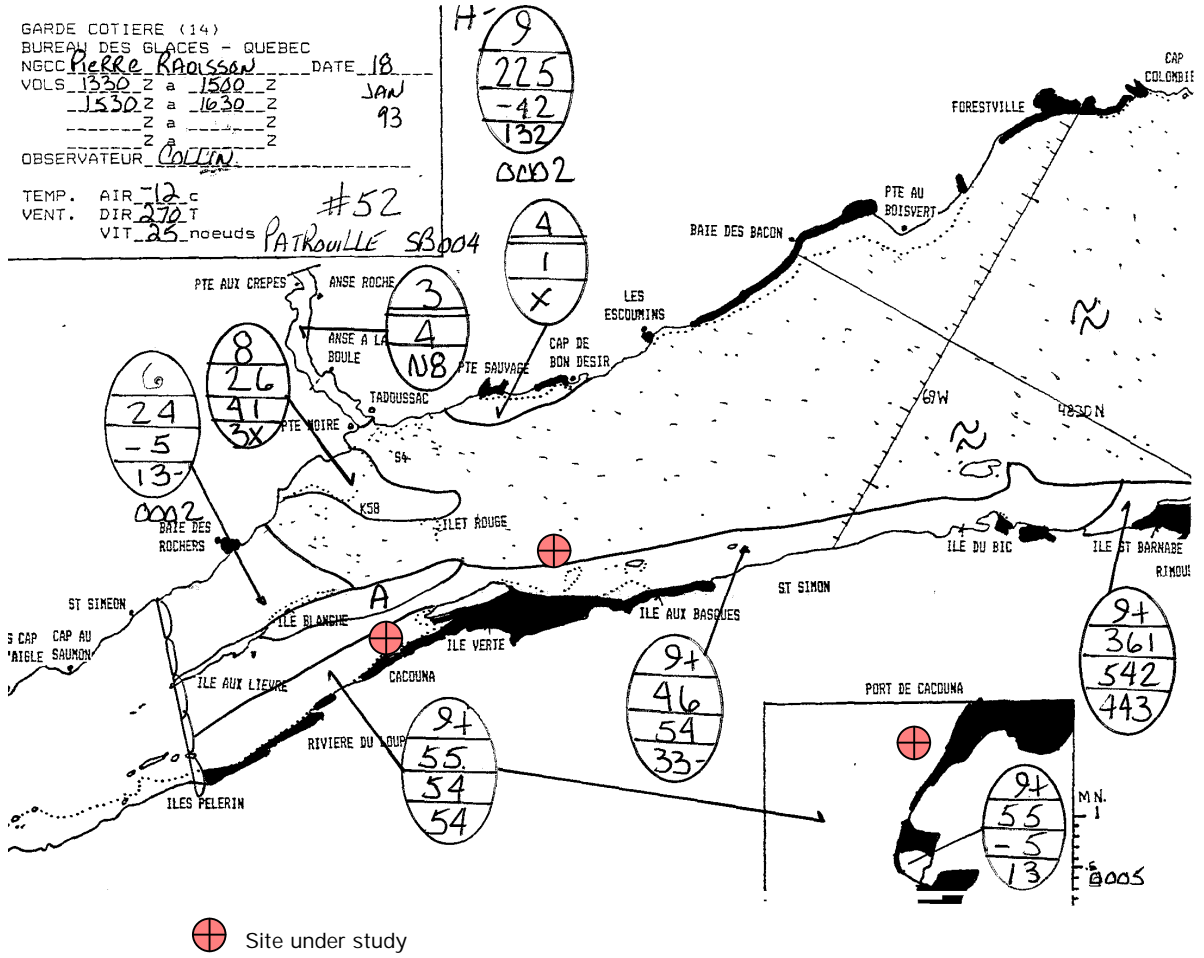 GARDE COTIERE (14)
BUREAU DES GLACES - QUEBEC
NGCC PIERRE RADISSON DATE 18 JAN 93
VOLS 1330 Z a 1500 Z
1530 Z a 1630 Z
Z a Z
Z a Z
OBSERVATEUR COLLIN
TEMP. AIR -12 c
VENT. DIR 270 T
VIT 25 noeuds
#52
PATROUILLE SB004
H-
9
225
-42
132
4
1
X
3
4
N8
8
26
41
3X
6
24
-5
13-
CAP
COLOMBIE
FORESTVILLE
PTE AU
BOISVERT
BAIE DES BACON
LES
ESCOUMINS
CAP DE
BON DESIR
PTE SAUVAGE
PTE AUX CREPES
ANSE ROCHE
ANSE A LA
BOULE
TADOUSSAC
PTE NOIRE
S4
K58
ILET ROUGE
BAIE DES
ROCHERS
69W
4830N
ILE DU BIC
ILE ST BARNABE
RIMOUS
ST SIMEON
S CAP
'AIGLE
CAP AU
SAUMON
ILE BLANCHE
A
ILE VERTE
ILE AUX BASQUES
ST SIMON
ILE AUX LIEVRE
CACOUNA
RIVIERE DU LOUP
ILES PELERIN
9+
55
54
54
9+
46
54
33-
9+
361
542
443
PORT DE CACOUNA
9+
55
-5
13
MN.
1
.5
Site under study